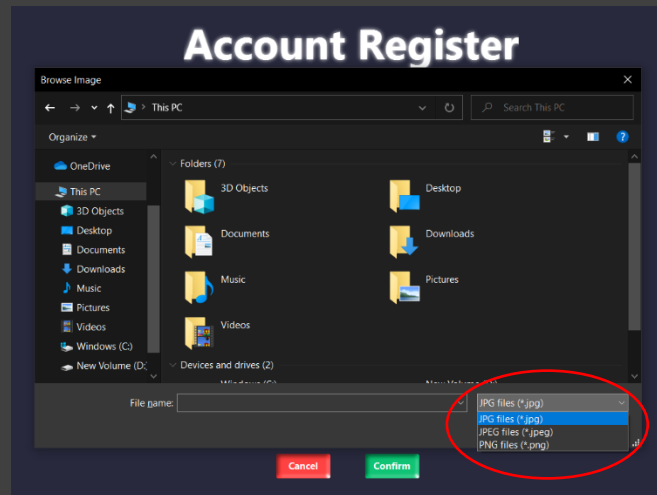 Account Register
Browse Image
This PC
Search This PC
Organize
OneDrive
This PC
3D Objects
Desktop
Documents
Downloads
Music
Pictures
Videos
Windows (C:)
New Volume (D:
Folders (7)
3D Objects
Desktop
Documents
Downloads
Music
Pictures
Videos
Devices and drives (2)
File name:
JPG files (*.jpg)
JPG files (*.jpg)
JPEG files (*.jpeg)
PNG files (*.png)
Cancel
Confirm